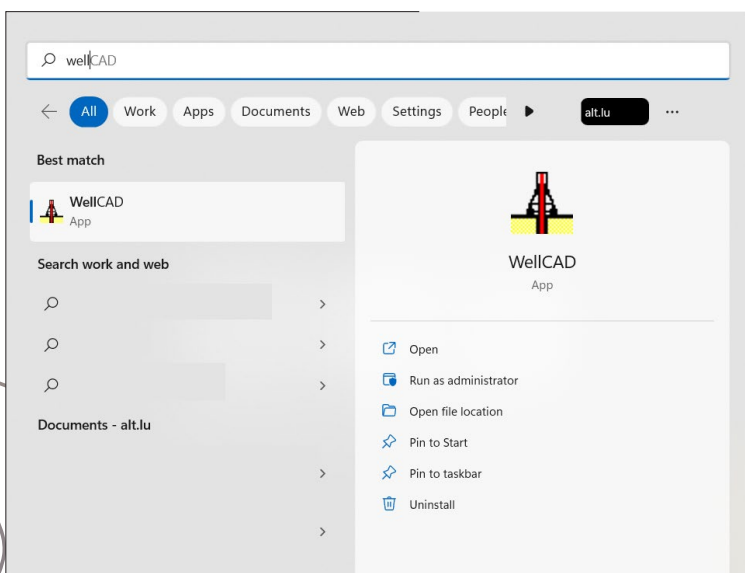 wellCAD
All Work Apps Documents Web Settings People alt.lu ...
Best match
WellCAD
App
Search work and web
Documents - alt.lu
WellCAD
App
Open
Run as administrator
Open file location
Pin to Start
Pin to taskbar
Uninstall